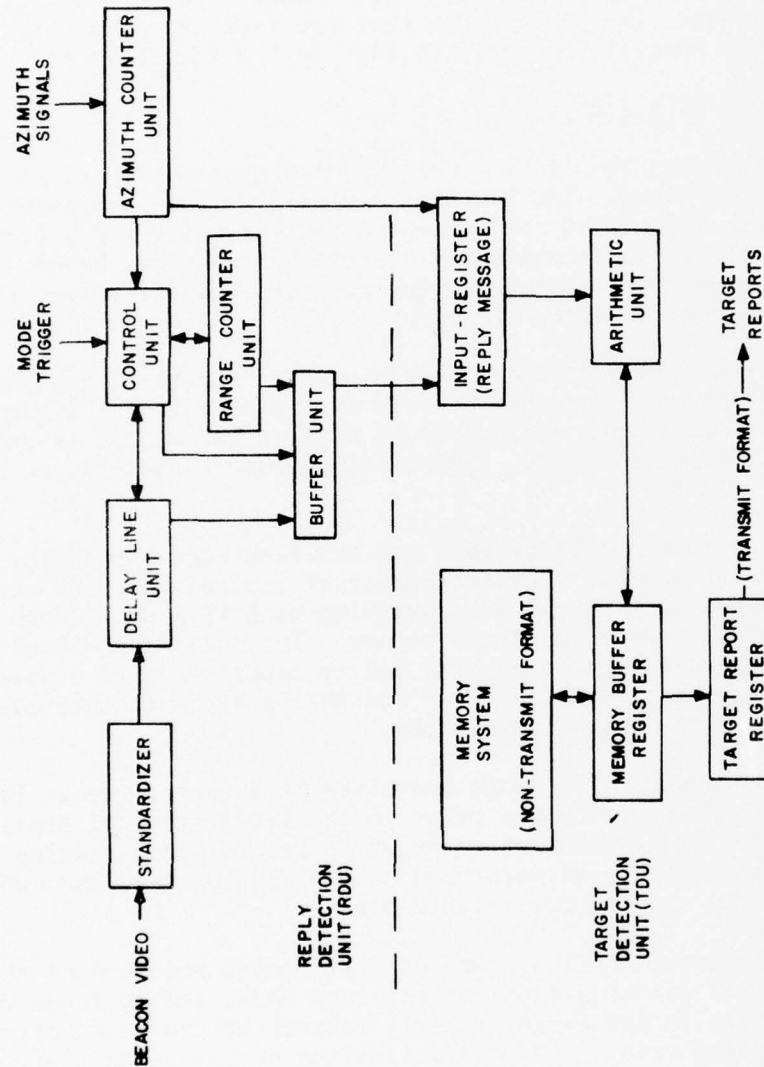 AZIMUTH
SIGNALS
AZIMUTH COUNTER
UNIT
MODE
TRIGGER
CONTROL
UNIT
RANGE COUNTER
UNIT
DELAY LINE
UNIT
BUFFER UNIT
STANDARDIZER
BEACON VIDEO
REPLY
DETECTION
UNIT (RDU)
INPUT-REGISTER
(REPLY MESSAGE)
ARITHMETIC
UNIT
MEMORY
SYSTEM
(NON-TRANSMIT FORMAT)
MEMORY BUFFER
REGISTER
TARGET
DETECTION
UNIT (TDU)
TARGET REPORT
REGISTER
(TRANSMIT FORMAT)
TARGET
REPORTS